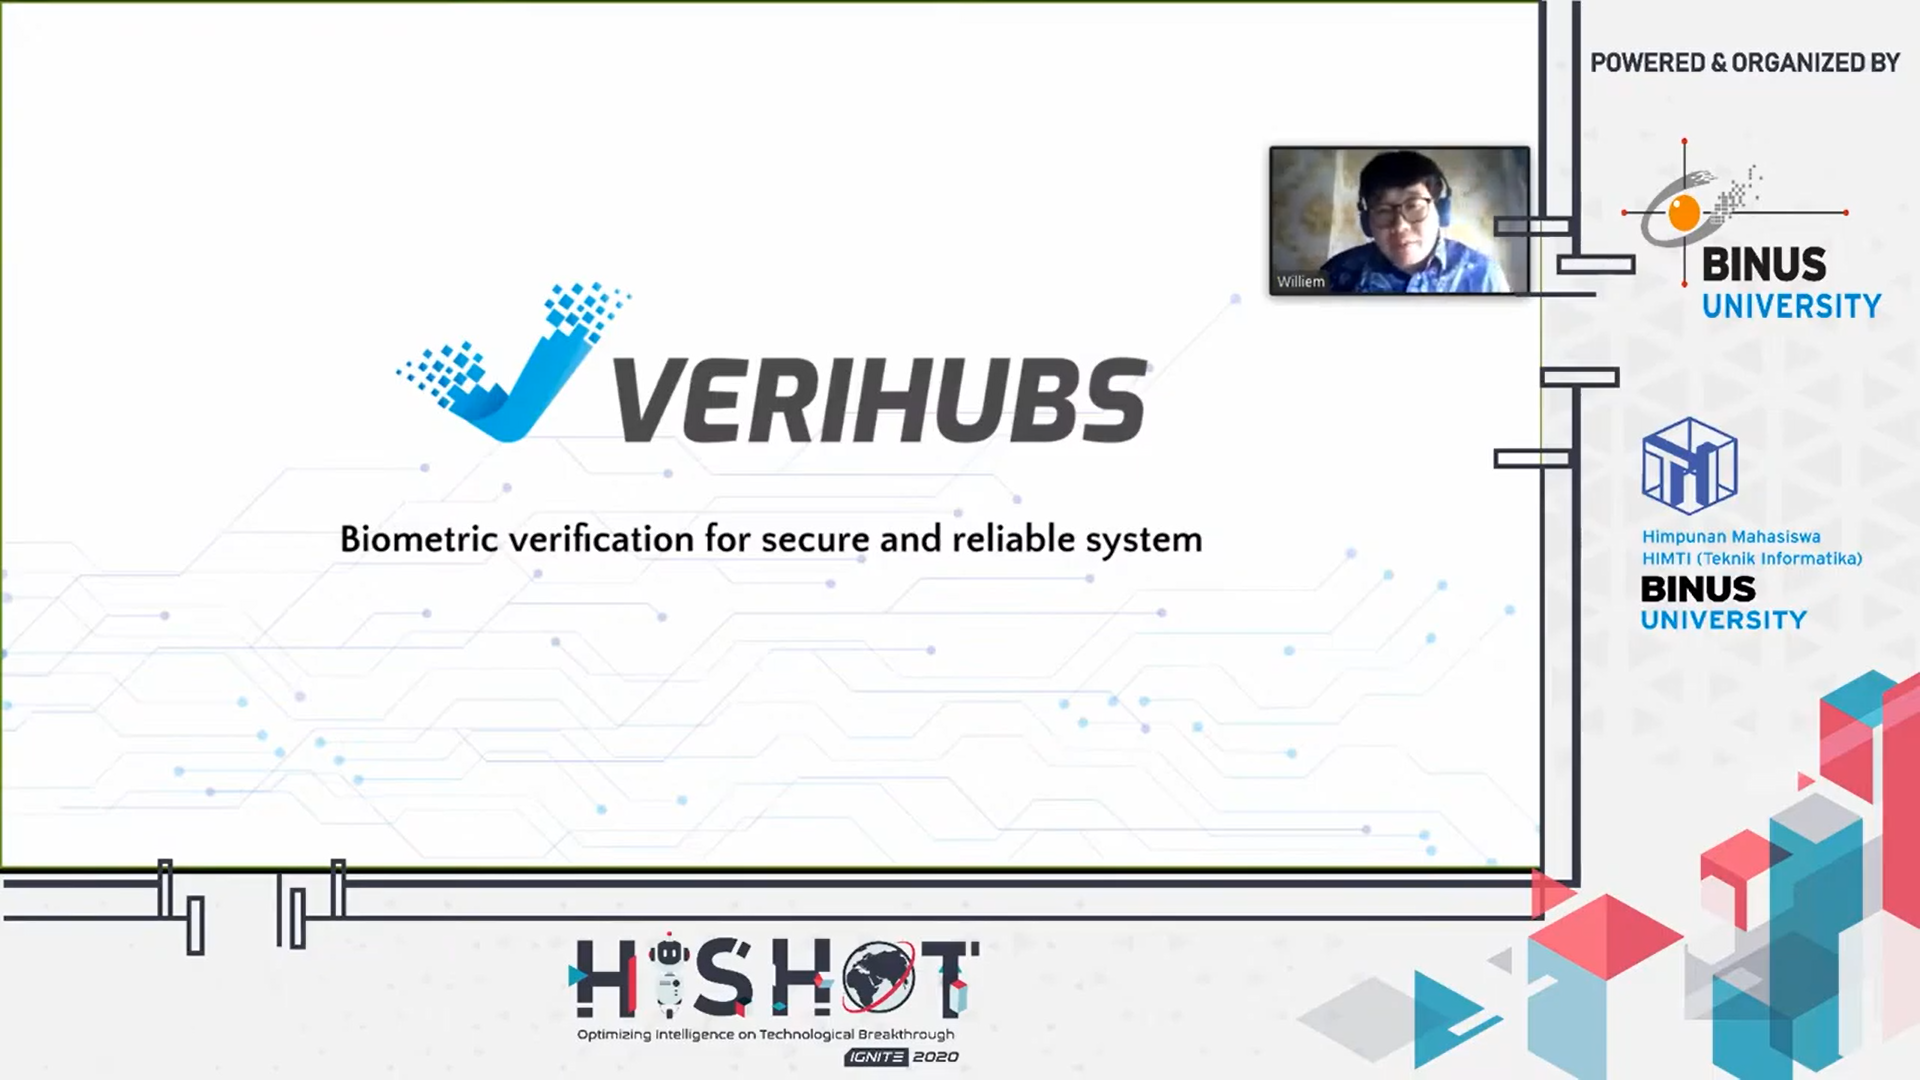 POWERED & ORGANIZED BY
BINUS
UNIVERSITY
Williem
VERIHUBS
Biometric verification for secure and reliable system
Himpunan Mahasiswa
HIMTI (Teknik Informatika)
BINUS
UNIVERSITY
HISHOT
Optimizing Intelligence on Technological Breakthrough
IGNITE 2020